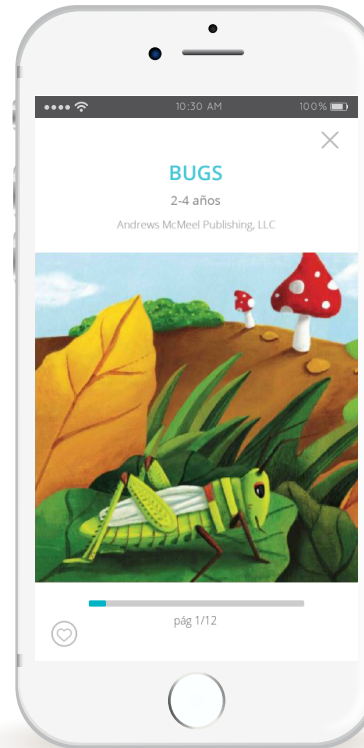 10:30 AM 100%
BUGS
2-4 años
Andrews McMeel Publishing, LLC
pág 1/12